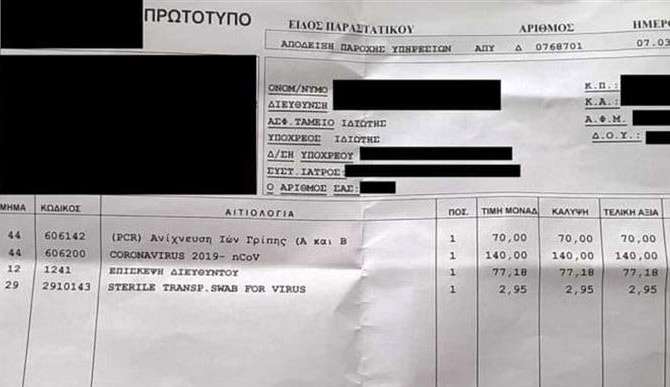 ΠΡΩΤΟΤΥΠΟ
ΕΙΔΟΣ ΠΑΡΑΣΤΑΤΙΚΟΥ ΑΡΙΘΜΟΣ ΗΜΕΡΟ
ΑΠΟΔΕΙΞΗ ΠΑΡΟΧΗΣ ΥΠΗΡΕΣΙΩΝ ΑΠΥ Δ 0768701 07.03
ΟΝΟΜ/ΝΥΜΟ Κ.Π.:
ΔΙΕΥΘΥΝΣΗ Κ.Α.:
ΑΣΦ.ΤΑΜΕΙΟ ΙΔΙΩΤΗΣ Α.Φ.Μ.
ΥΠΟΧΡΕΟΣ ΙΔΙΩΤΗΣ Δ.Ο.Υ.:
Δ/ΣΗ ΥΠΟΧΡΕΟΥ
ΣΥΣΤ.ΙΑΤΡΟΣ:
Ο ΑΡΙΘΜΟΣ ΣΑΣ:
ΜΗΜΑ ΚΩΔΙΚΟΣ ΑΙΤΙΟΛΟΓΙΑ ΠΟΣ. ΤΙΜΗ ΜΟΝΑΔ ΚΑΛΥΨΗ ΤΕΛΙΚΗ ΑΞΙΑ
44 606142 (PCR) Ανίχνευση Ιών Γρίπης (Α και Β 1 70,00 70,00 70,00
44 606200 CORONAVIRUS 2019- nCoV 1 140,00 140,00 140,00
12 1241 ΕΠΙΣΚΕΨΗ ΔΙΕΥΘΥΝΤΟΥ 1 77,18 77,18 77,18
29 2910143 STERILE TRANSP.SWAB FOR VIRUS 1 2,95 2,95 2,95